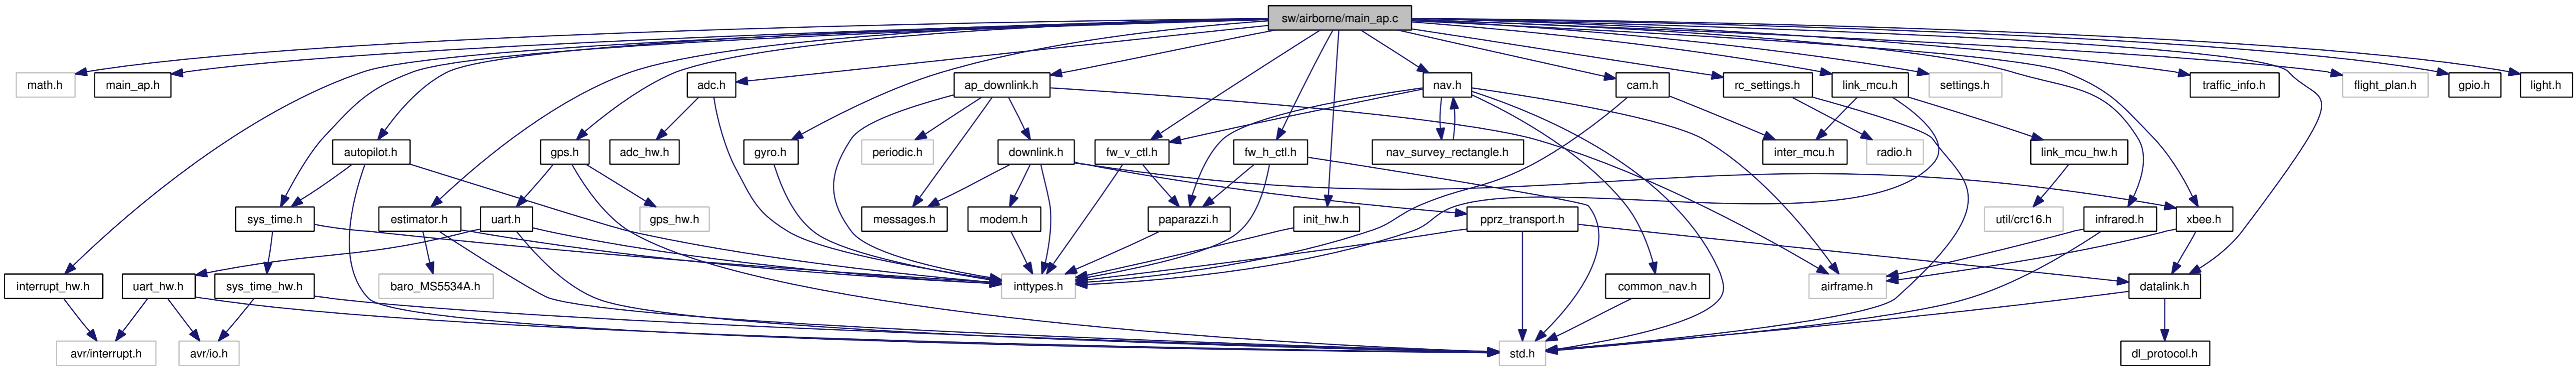 sw/airborne/main_ap.c
math.h
main_ap.h
adc.h
ap_downlink.h
nav.h
cam.h
rc_settings.h
link_mcu.h
settings.h
traffic_info.h
flight_plan.h
gpio.h
light.h
autopilot.h
gps.h
adc_hw.h
gyro.h
periodic.h
downlink.h
fw_v_ctl.h
fw_h_ctl.h
nav_survey_rectangle.h
inter_mcu.h
radio.h
link_mcu_hw.h
sys_time.h
estimator.h
uart.h
gps_hw.h
messages.h
modem.h
paparazzi.h
init_hw.h
pprz_transport.h
util/crc16.h
infrared.h
xbee.h
interrupt_hw.h
uart_hw.h
sys_time_hw.h
baro_MS5534A.h
inttypes.h
common_nav.h
airframe.h
datalink.h
avr/interrupt.h
avr/io.h
std.h
dl_protocol.h